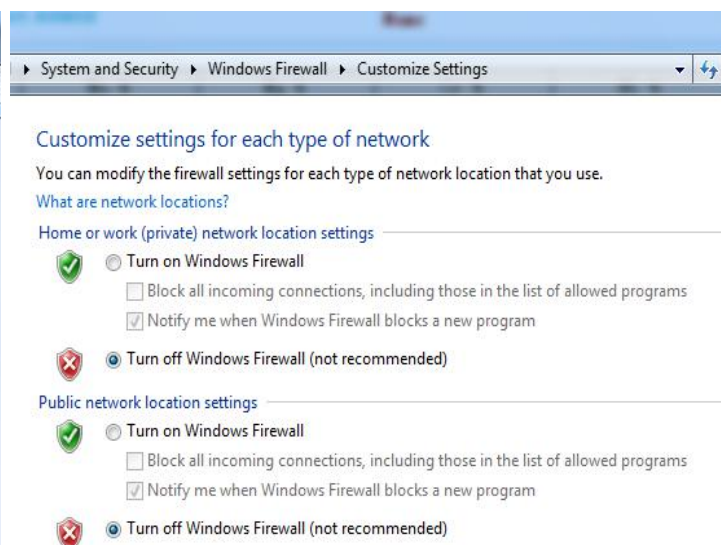 System and Security ▸ Windows Firewall ▸ Customize Settings
Customize settings for each type of network
You can modify the firewall settings for each type of network location that you use.
What are network locations?
Home or work (private) network location settings
Turn on Windows Firewall
Block all incoming connections, including those in the list of allowed programs
Notify me when Windows Firewall blocks a new program
Turn off Windows Firewall (not recommended)
Public network location settings
Turn on Windows Firewall
Block all incoming connections, including those in the list of allowed programs
Notify me when Windows Firewall blocks a new program
Turn off Windows Firewall (not recommended)